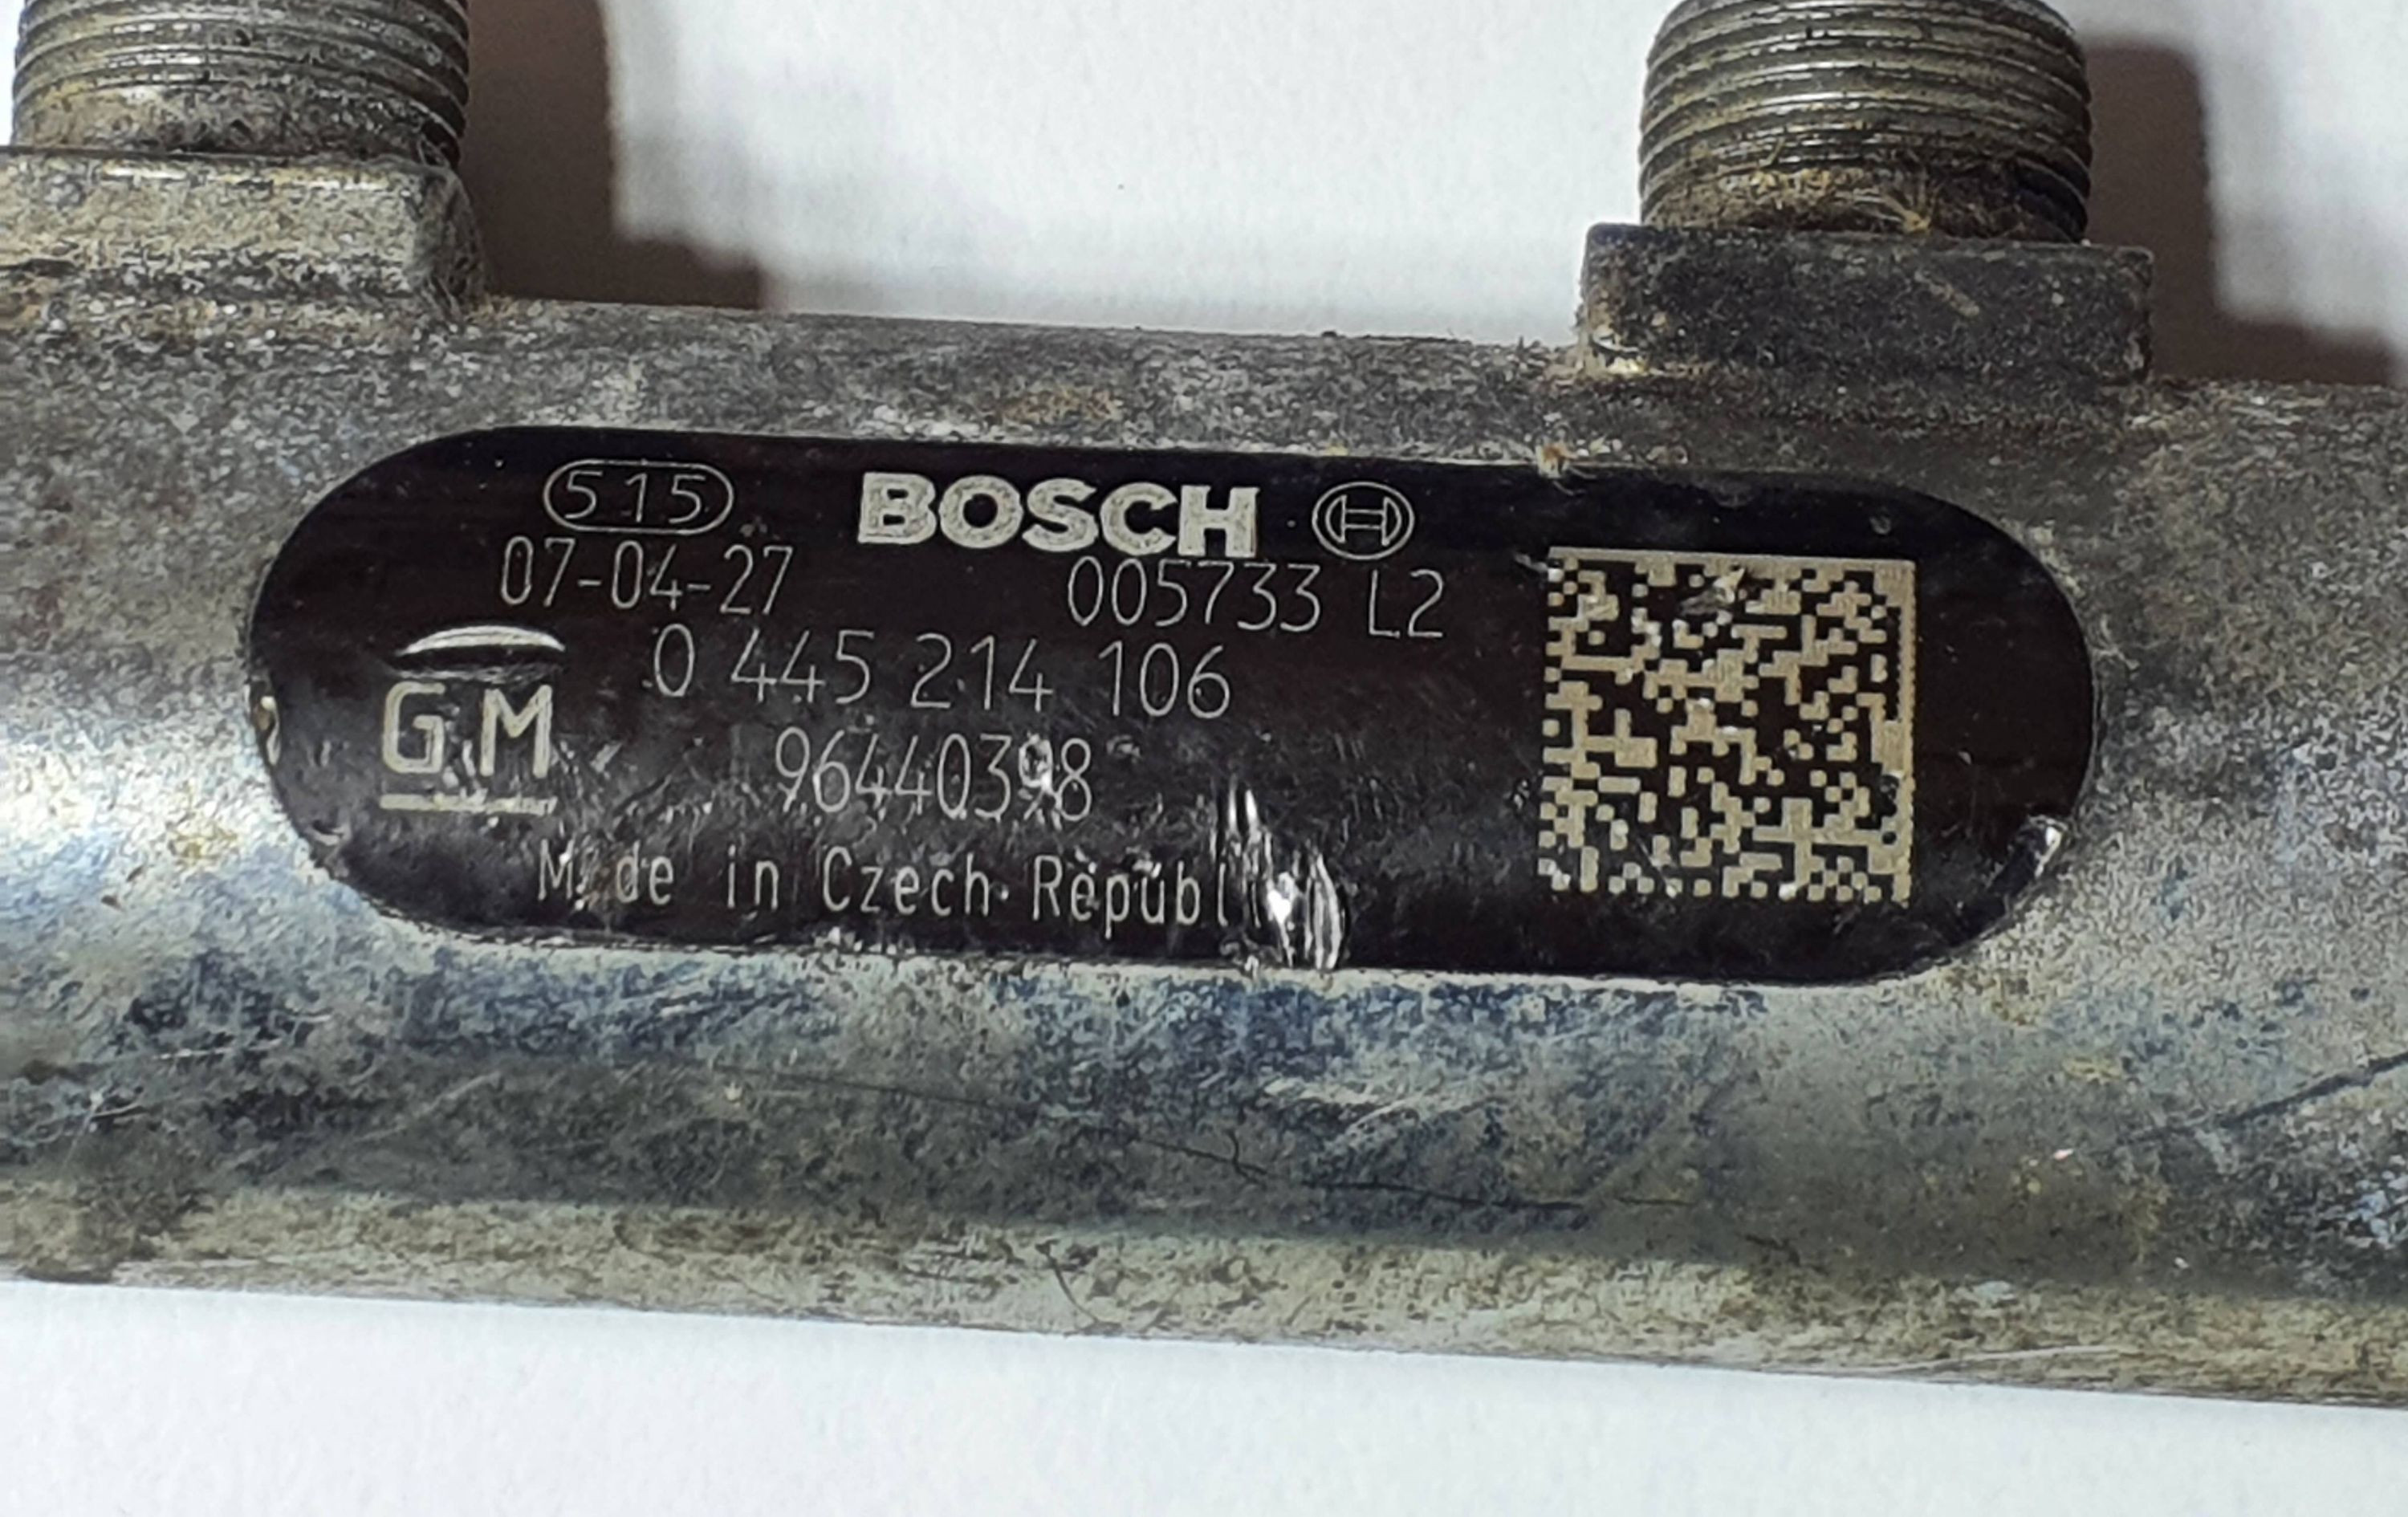 515 BOSCH
07-04-27 005733 L2
0 445 214 106
GM 96440398
Made in Czech Republ